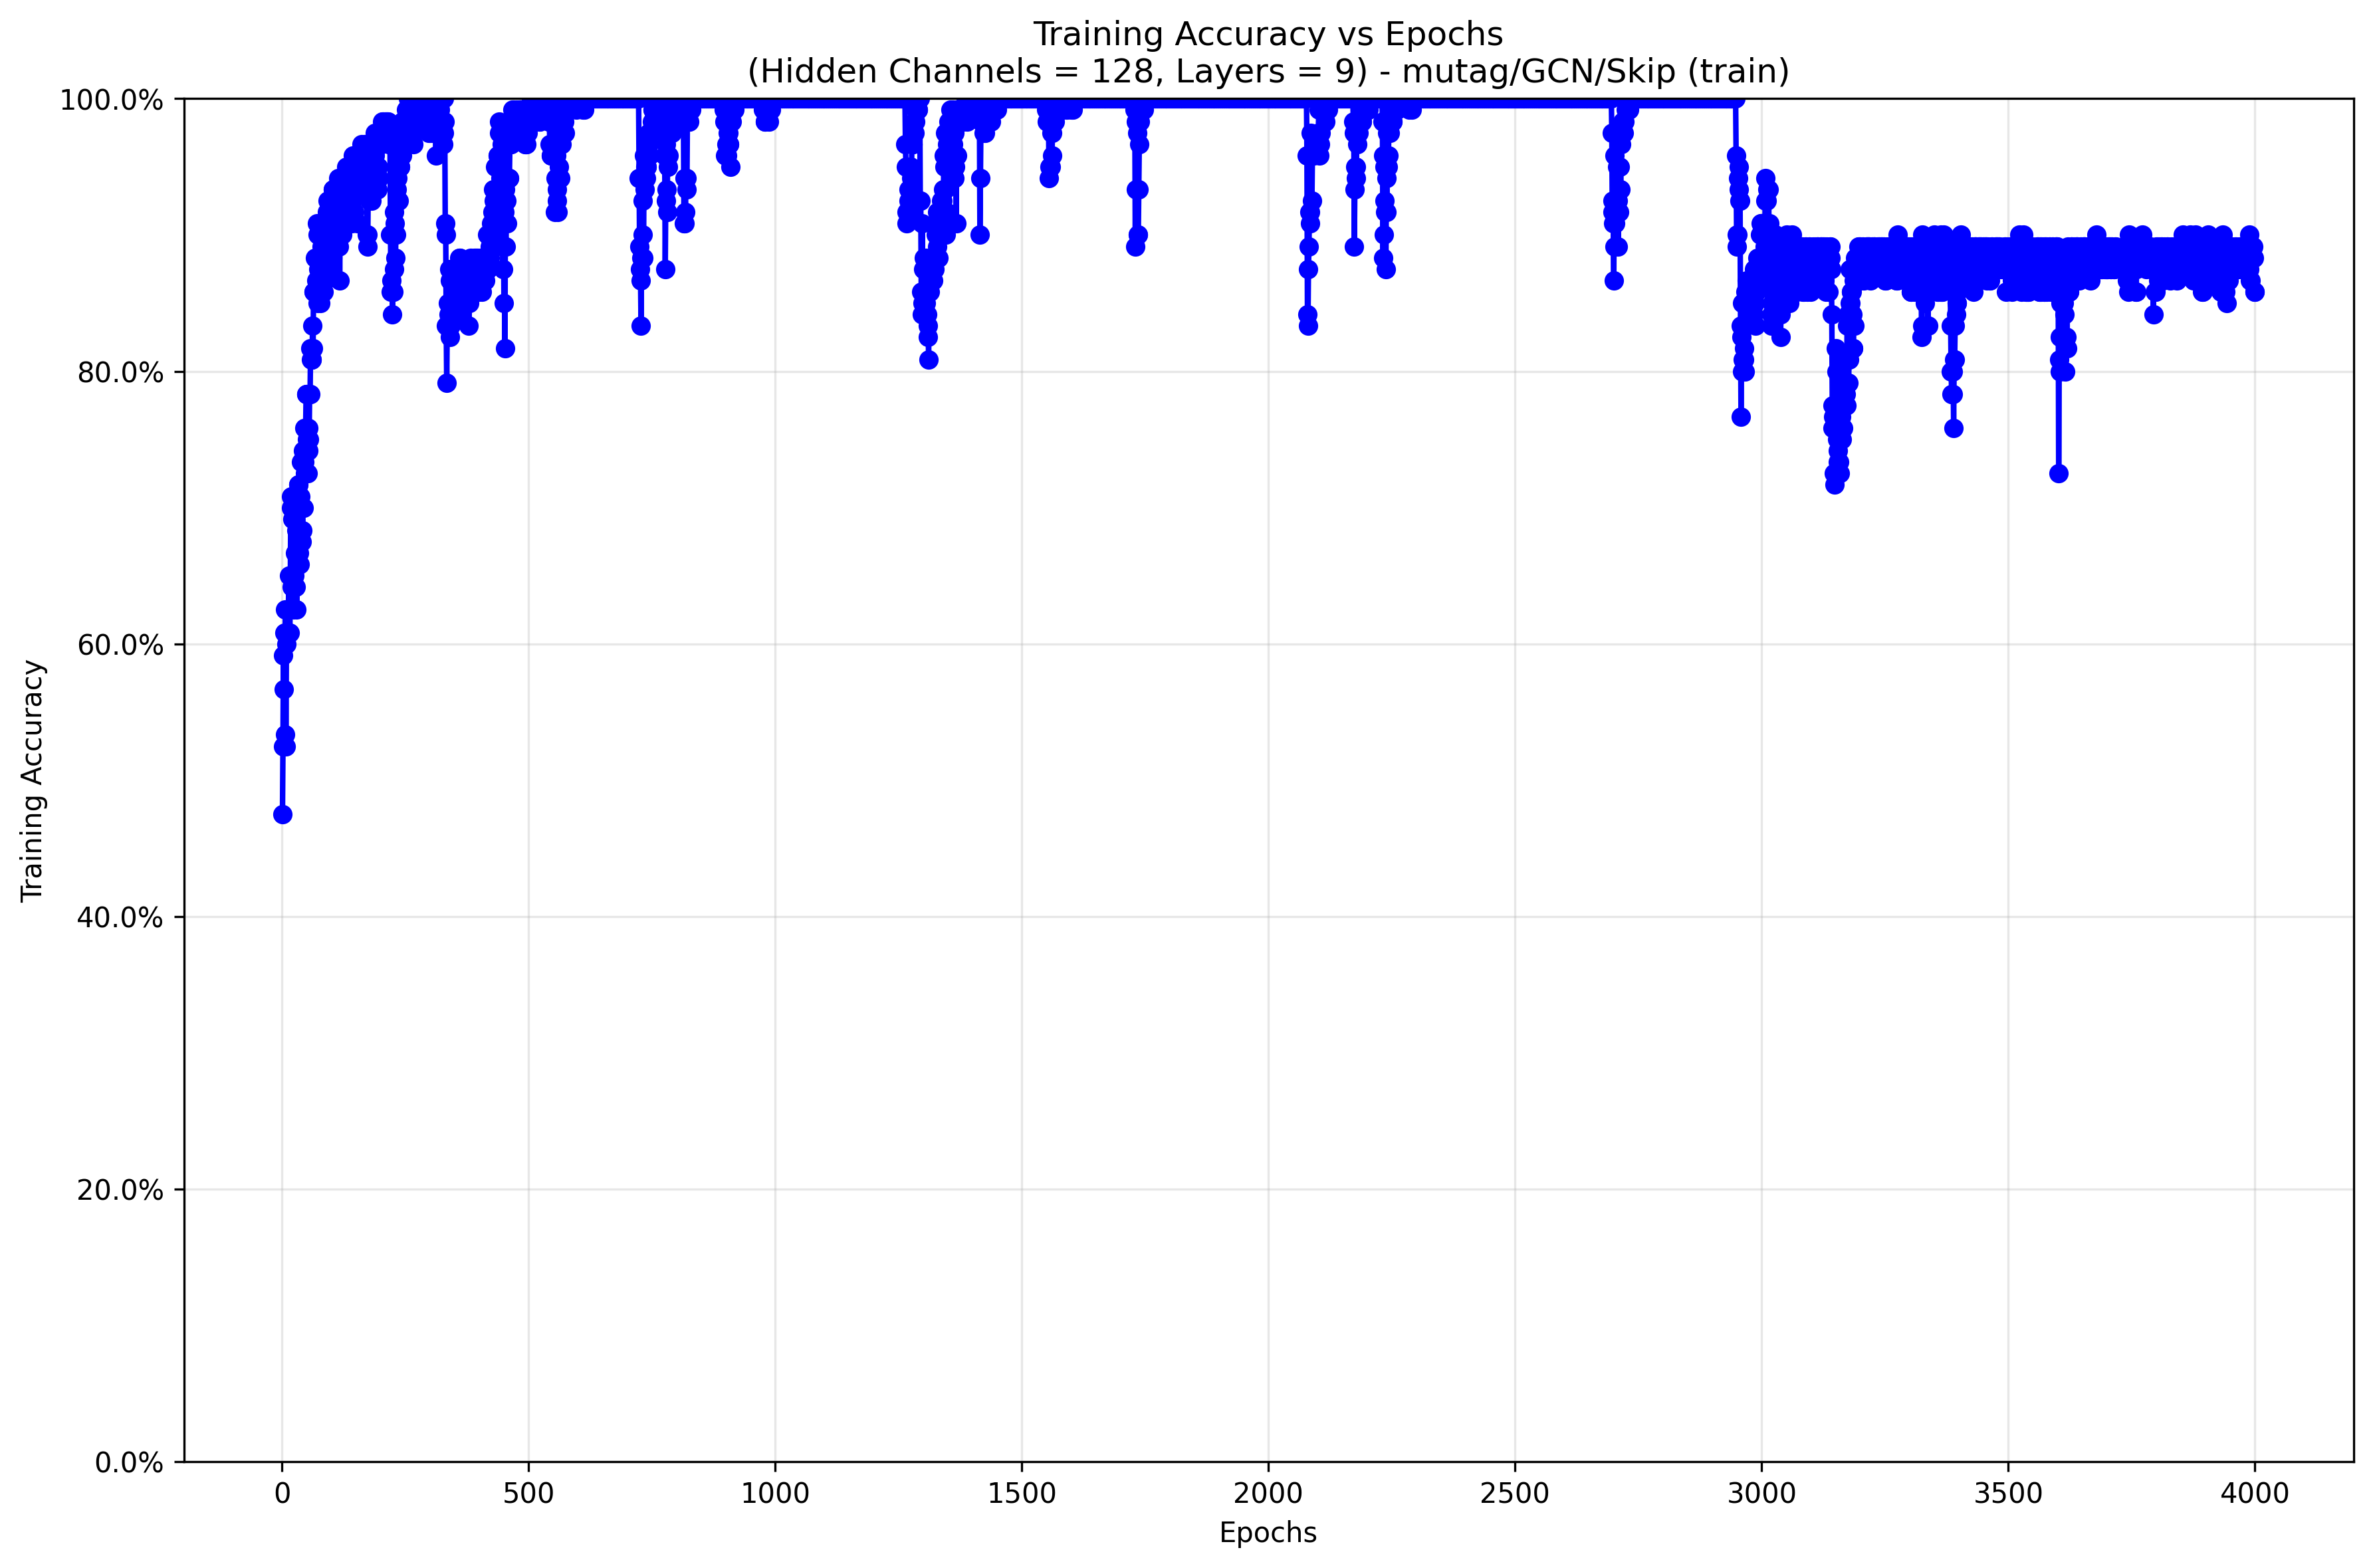 Training Accuracy vs Epochs
(Hidden Channels = 128, Layers = 9) - mutag/GCN/Skip (train)
100.0%
80.0%
60.0%
40.0%
20.0%
0.0%
Training Accuracy
0 500 1000 1500 2000 2500 3000 3500 4000
Epochs